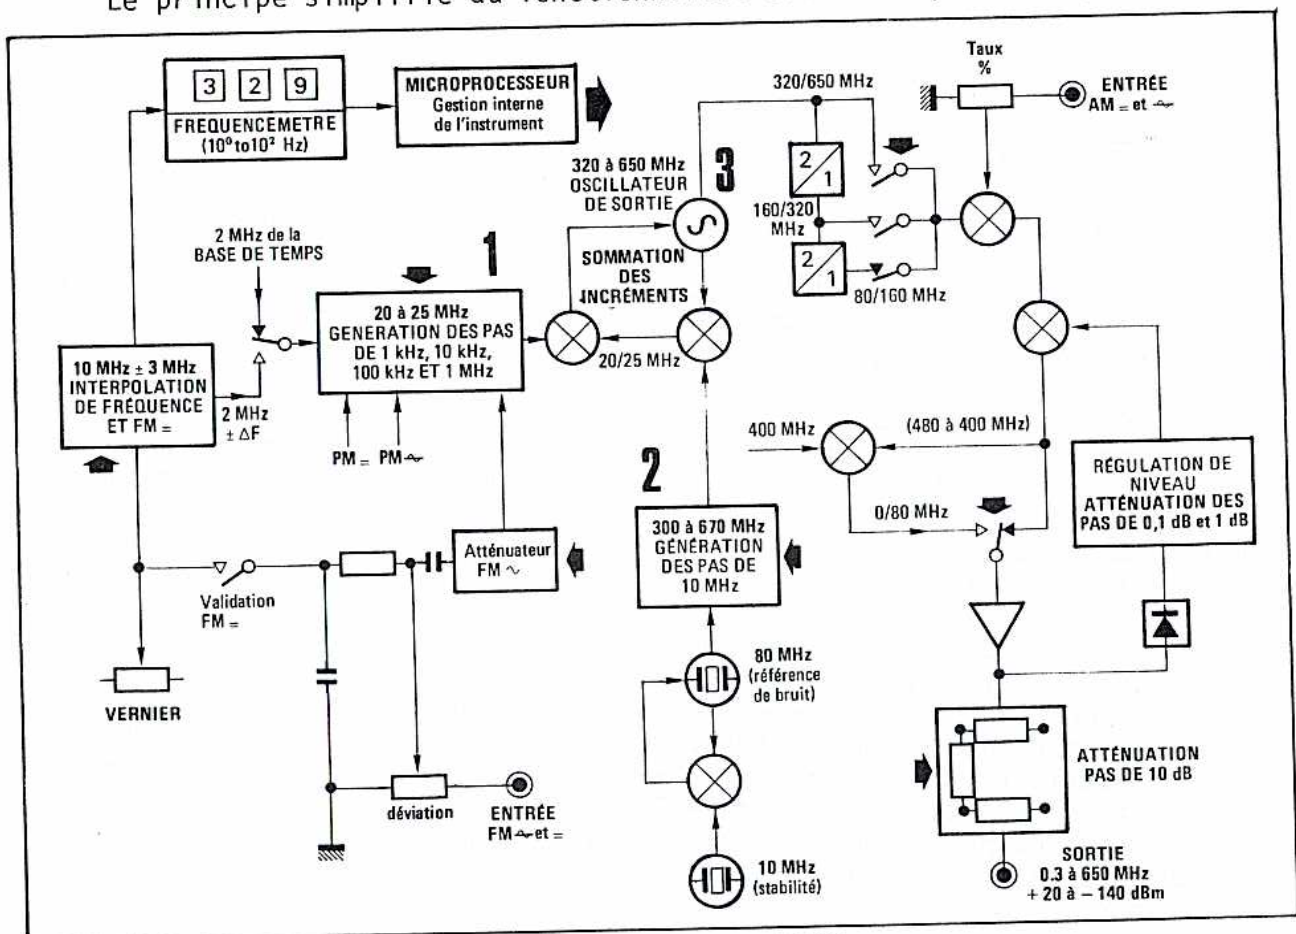 Le principe simplifié du
3 2 9
FREQUENCEMETRE
(10⁰ to 10² Hz)
MICROPROCESSEUR
Gestion interne
de l'instrument
320/650 MHz
Taux
%
ENTRÉE
AM = et ~
320 à 650 MHz
OSCILLATEUR
DE SORTIE
3
2/1
160/320
MHz
2/1
80/160 MHz
2 MHz de la
BASE DE TEMPS
1
SOMMATION
DES
INCRÉMENTS
20 à 25 MHz
GENERATION DES PAS
DE 1 kHz, 10 kHz,
100 kHz ET 1 MHz
20/25 MHz
10 MHz ± 3 MHz
INTERPOLATION
DE FRÉQUENCE
ET FM =
2 MHz
± ΔF
PM = PM ~
400 MHz
(480 à 400 MHz)
2
RÉGULATION DE
NIVEAU
ATTÉNUATION DES
PAS DE 0,1 dB et 1 dB
0/80 MHz
300 à 670 MHz
GÉNÉRATION
DES PAS DE
10 MHz
Atténuateur
FM ~
Validation
FM =
80 MHz
(référence
de bruit)
VERNIER
ATTÉNUATION
PAS DE 10 dB
déviation
ENTRÉE
FM ~ et =
10 MHz
(stabilité)
SORTIE
0.3 à 650 MHz
+ 20 à – 140 dBm